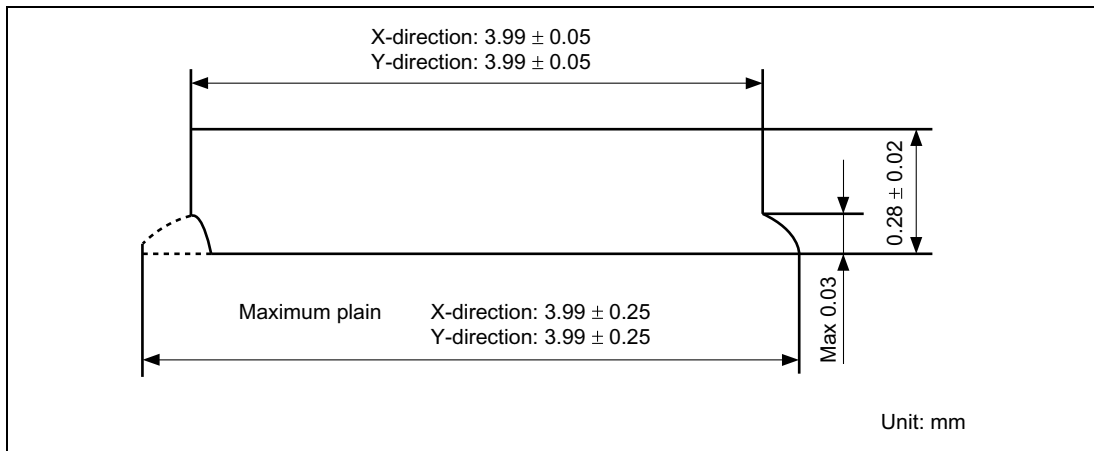 X-direction: 3.99 ± 0.05
Y-direction: 3.99 ± 0.05
0.28 ± 0.02
Max 0.03
Maximum plain X-direction: 3.99 ± 0.25
Y-direction: 3.99 ± 0.25
Unit: mm